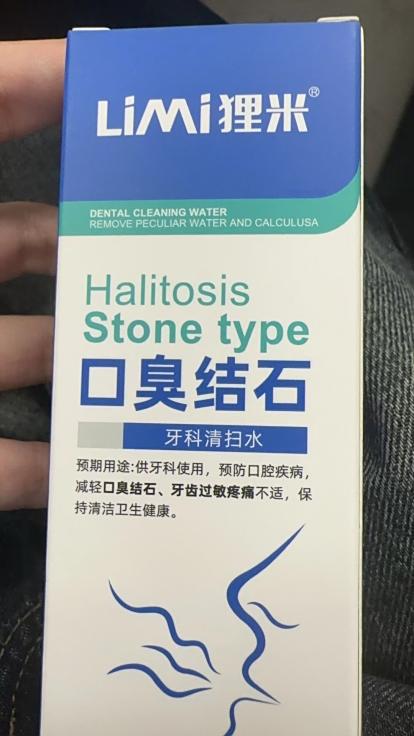 LiMi狸米®
DENTAL CLEANING WATER
REMOVE PECULIAR WATER AND CALCULUSA
Halitosis
Stone type
口臭结石
牙科清扫水
预期用途:供牙科使用，预防口腔疾病，
减轻口臭结石、牙齿过敏疼痛不适，保
持清洁卫生健康。